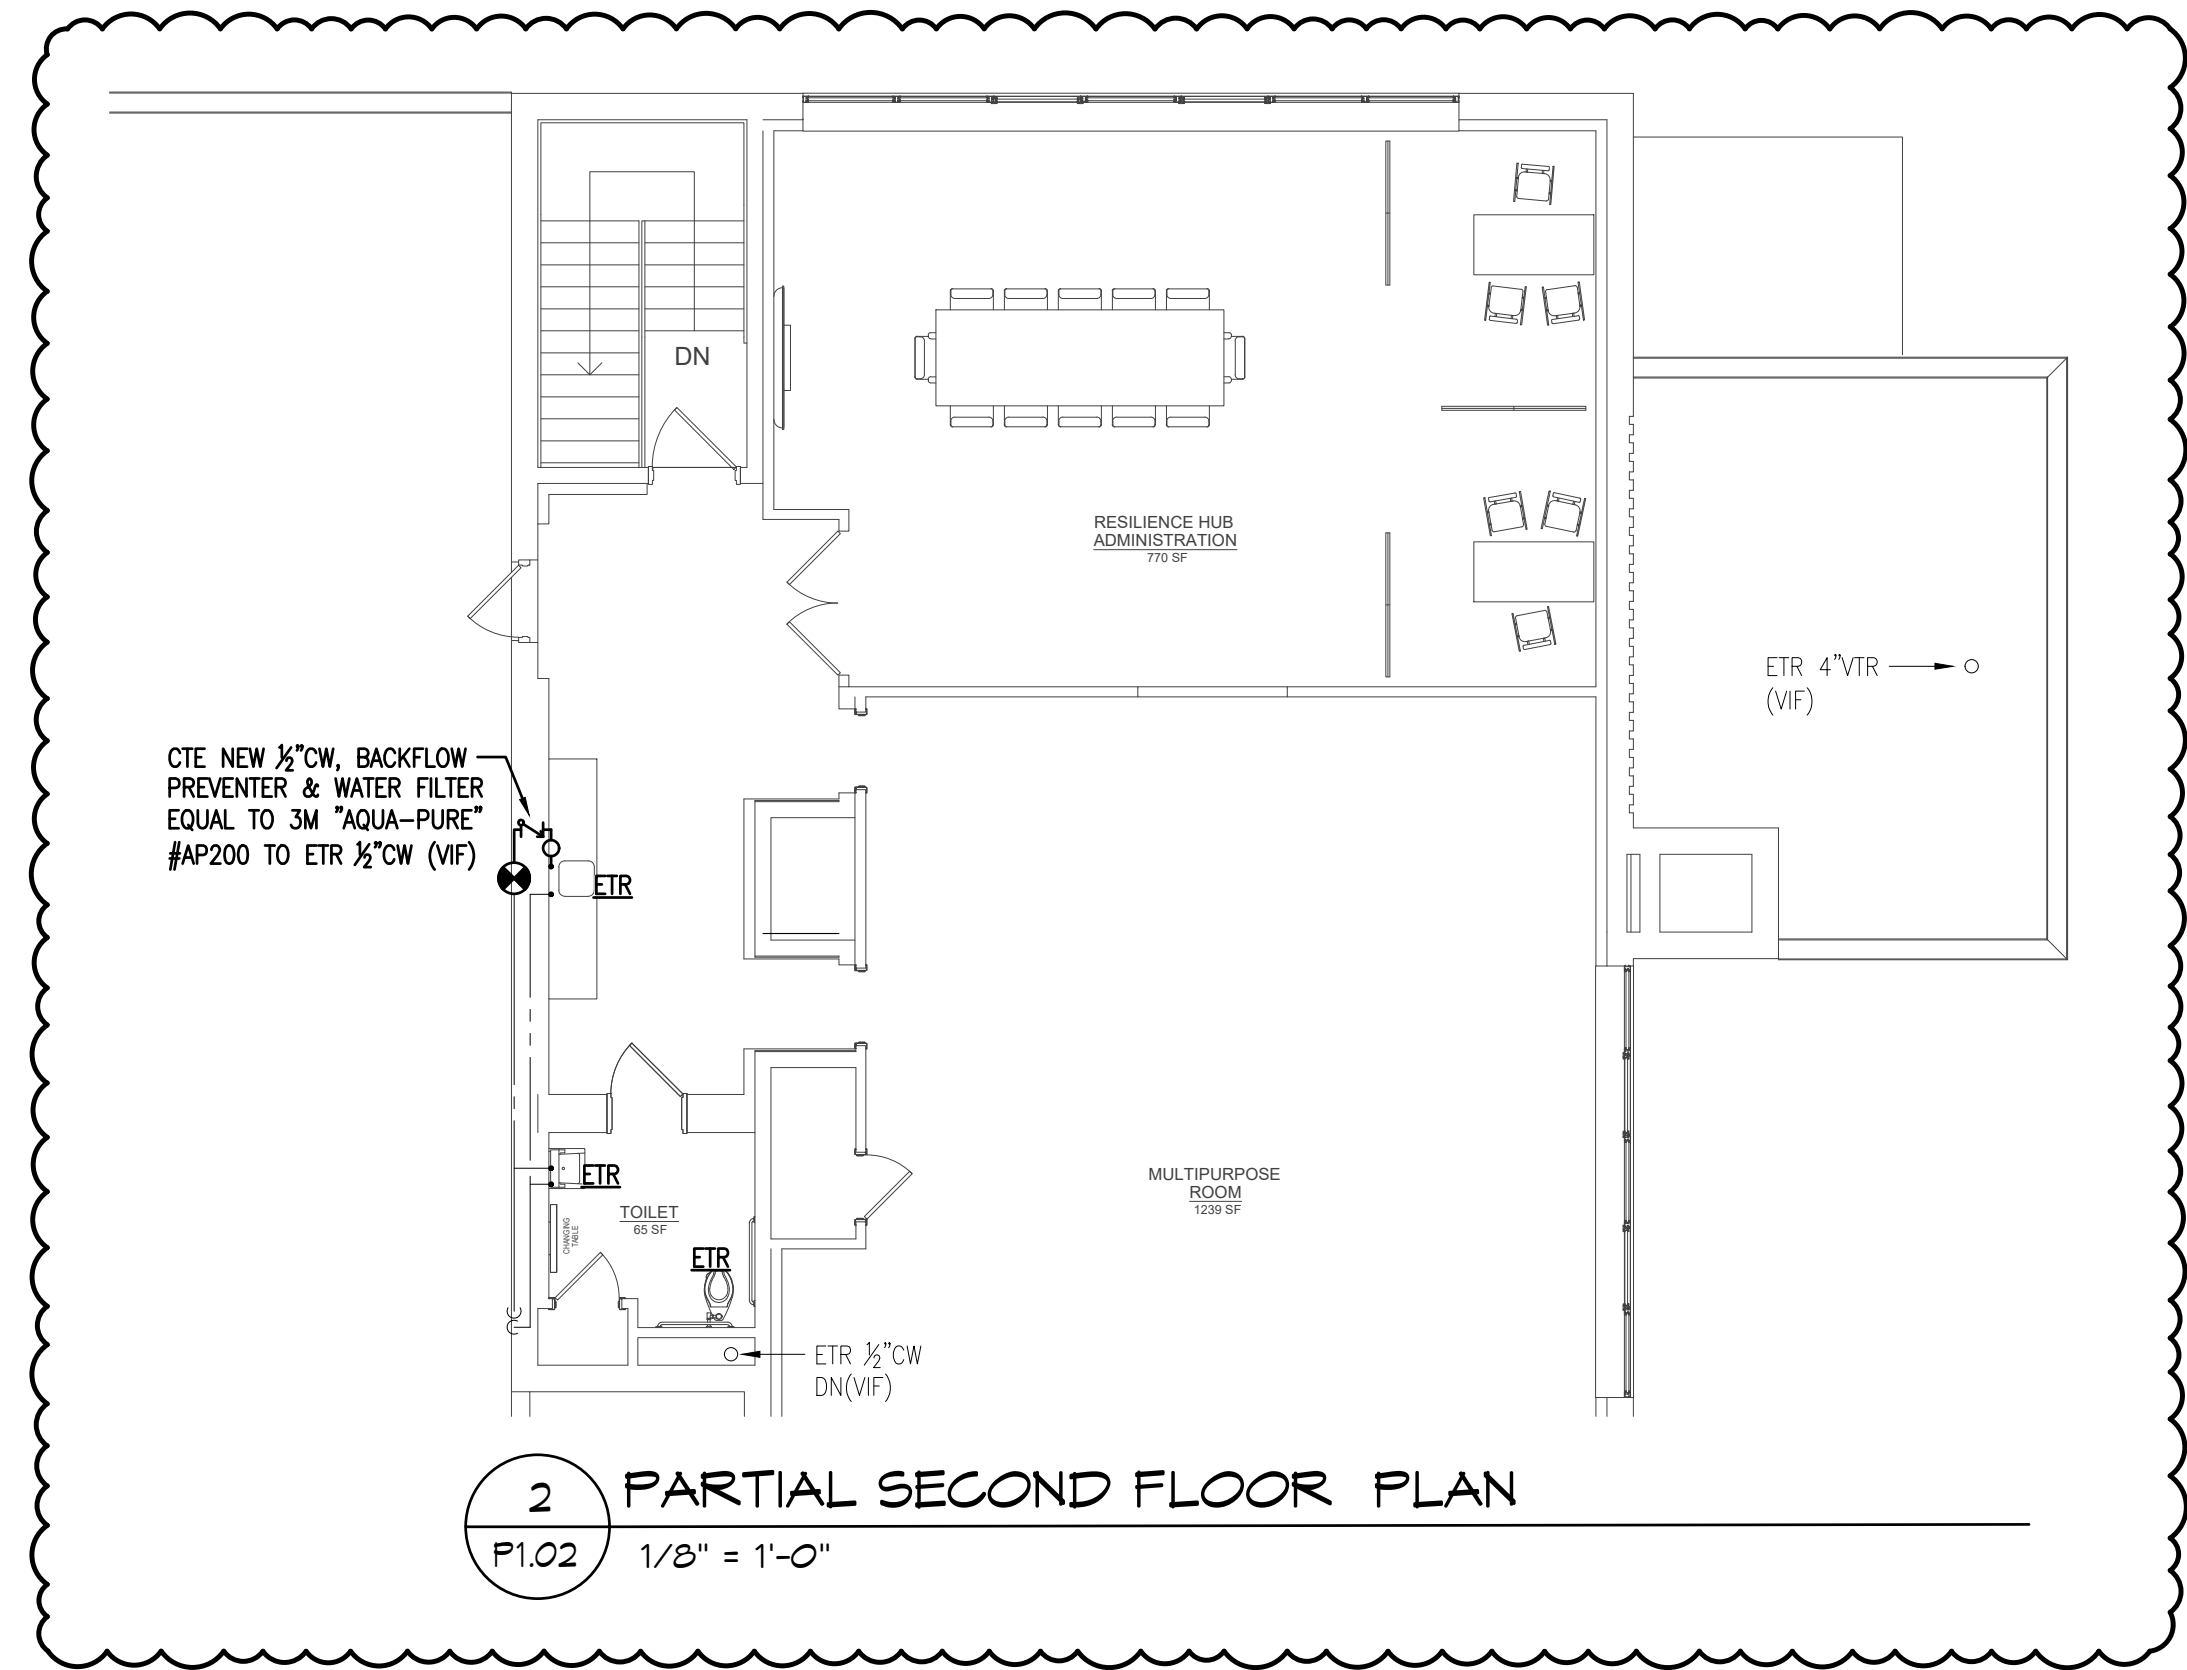 DN
RESILIENCE HUB
ADMINISTRATION
770 SF
ETR 4"VTR
(VIF)
CTE NEW ½"CW, BACKFLOW
PREVENTER & WATER FILTER
EQUAL TO 3M "AQUA-PURE"
#AP200 TO ETR ½"CW (VIF)
ETR
ETR
TOILET
65 SF
CHANGING
TABLE
ETR
MULTIPURPOSE
ROOM
1239 SF
ETR ½"CW
DN(VIF)
2
P1.02
PARTIAL SECOND FLOOR PLAN
1/8" = 1'-0"